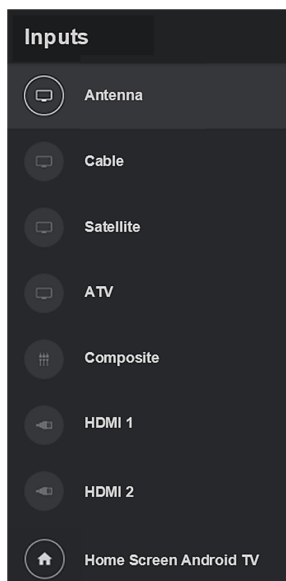 Inputs
Antenna
Cable
Satellite
ATV
Composite
HDMI 1
HDMI 2
Home Screen Android TV